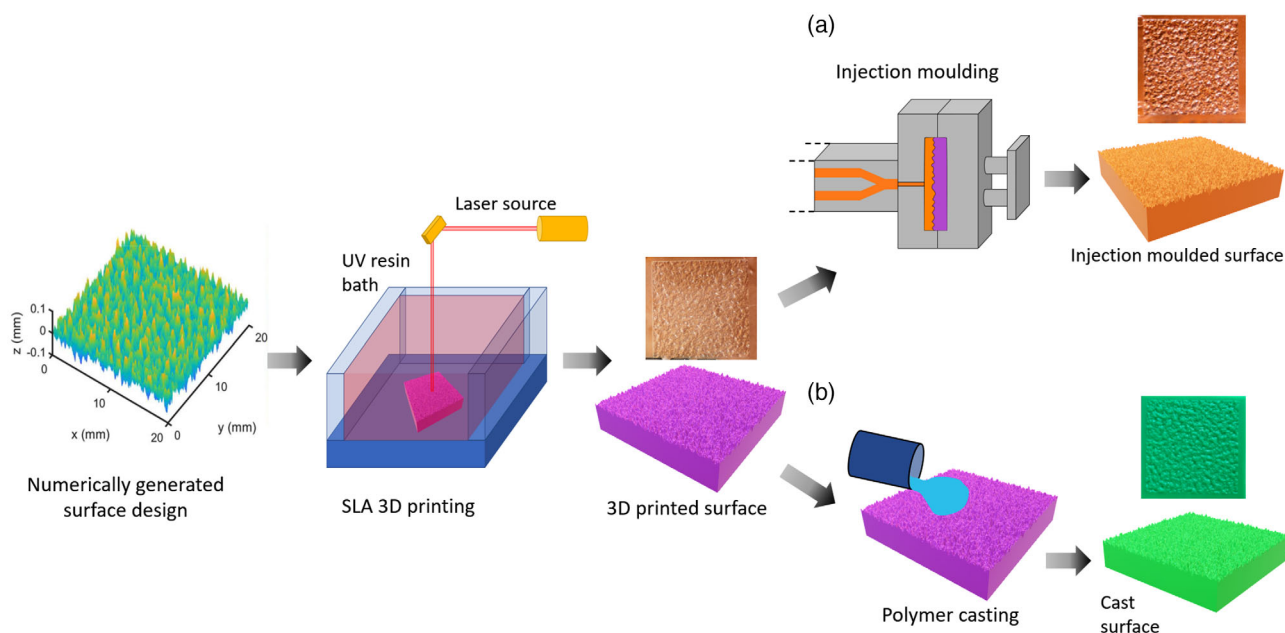 (a)
Injection moulding
Injection moulded surface
Laser source
UV resin
bath
z (mm)
0.1
0
-0.1
0
10
20
x (mm)
0
10
20
y (mm)
Numerically generated
surface design
SLA 3D printing
3D printed surface
(b)
Polymer casting
Cast
surface